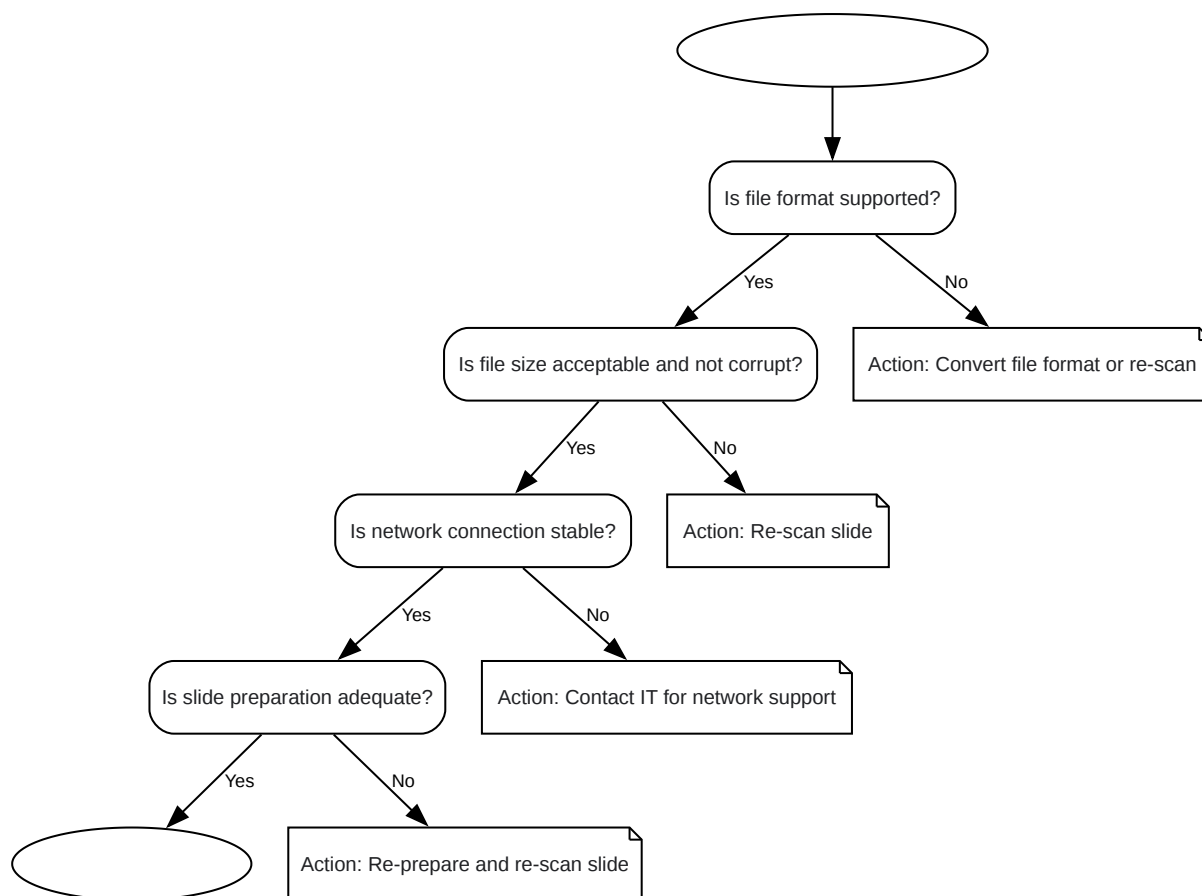 Is file format supported?
Yes
No
Is file size acceptable and not corrupt?
Action: Convert file format or re-scan
Yes
No
Is network connection stable?
Action: Re-scan slide
Yes
No
Is slide preparation adequate?
Action: Contact IT for network support
Yes
No
Action: Re-prepare and re-scan slide